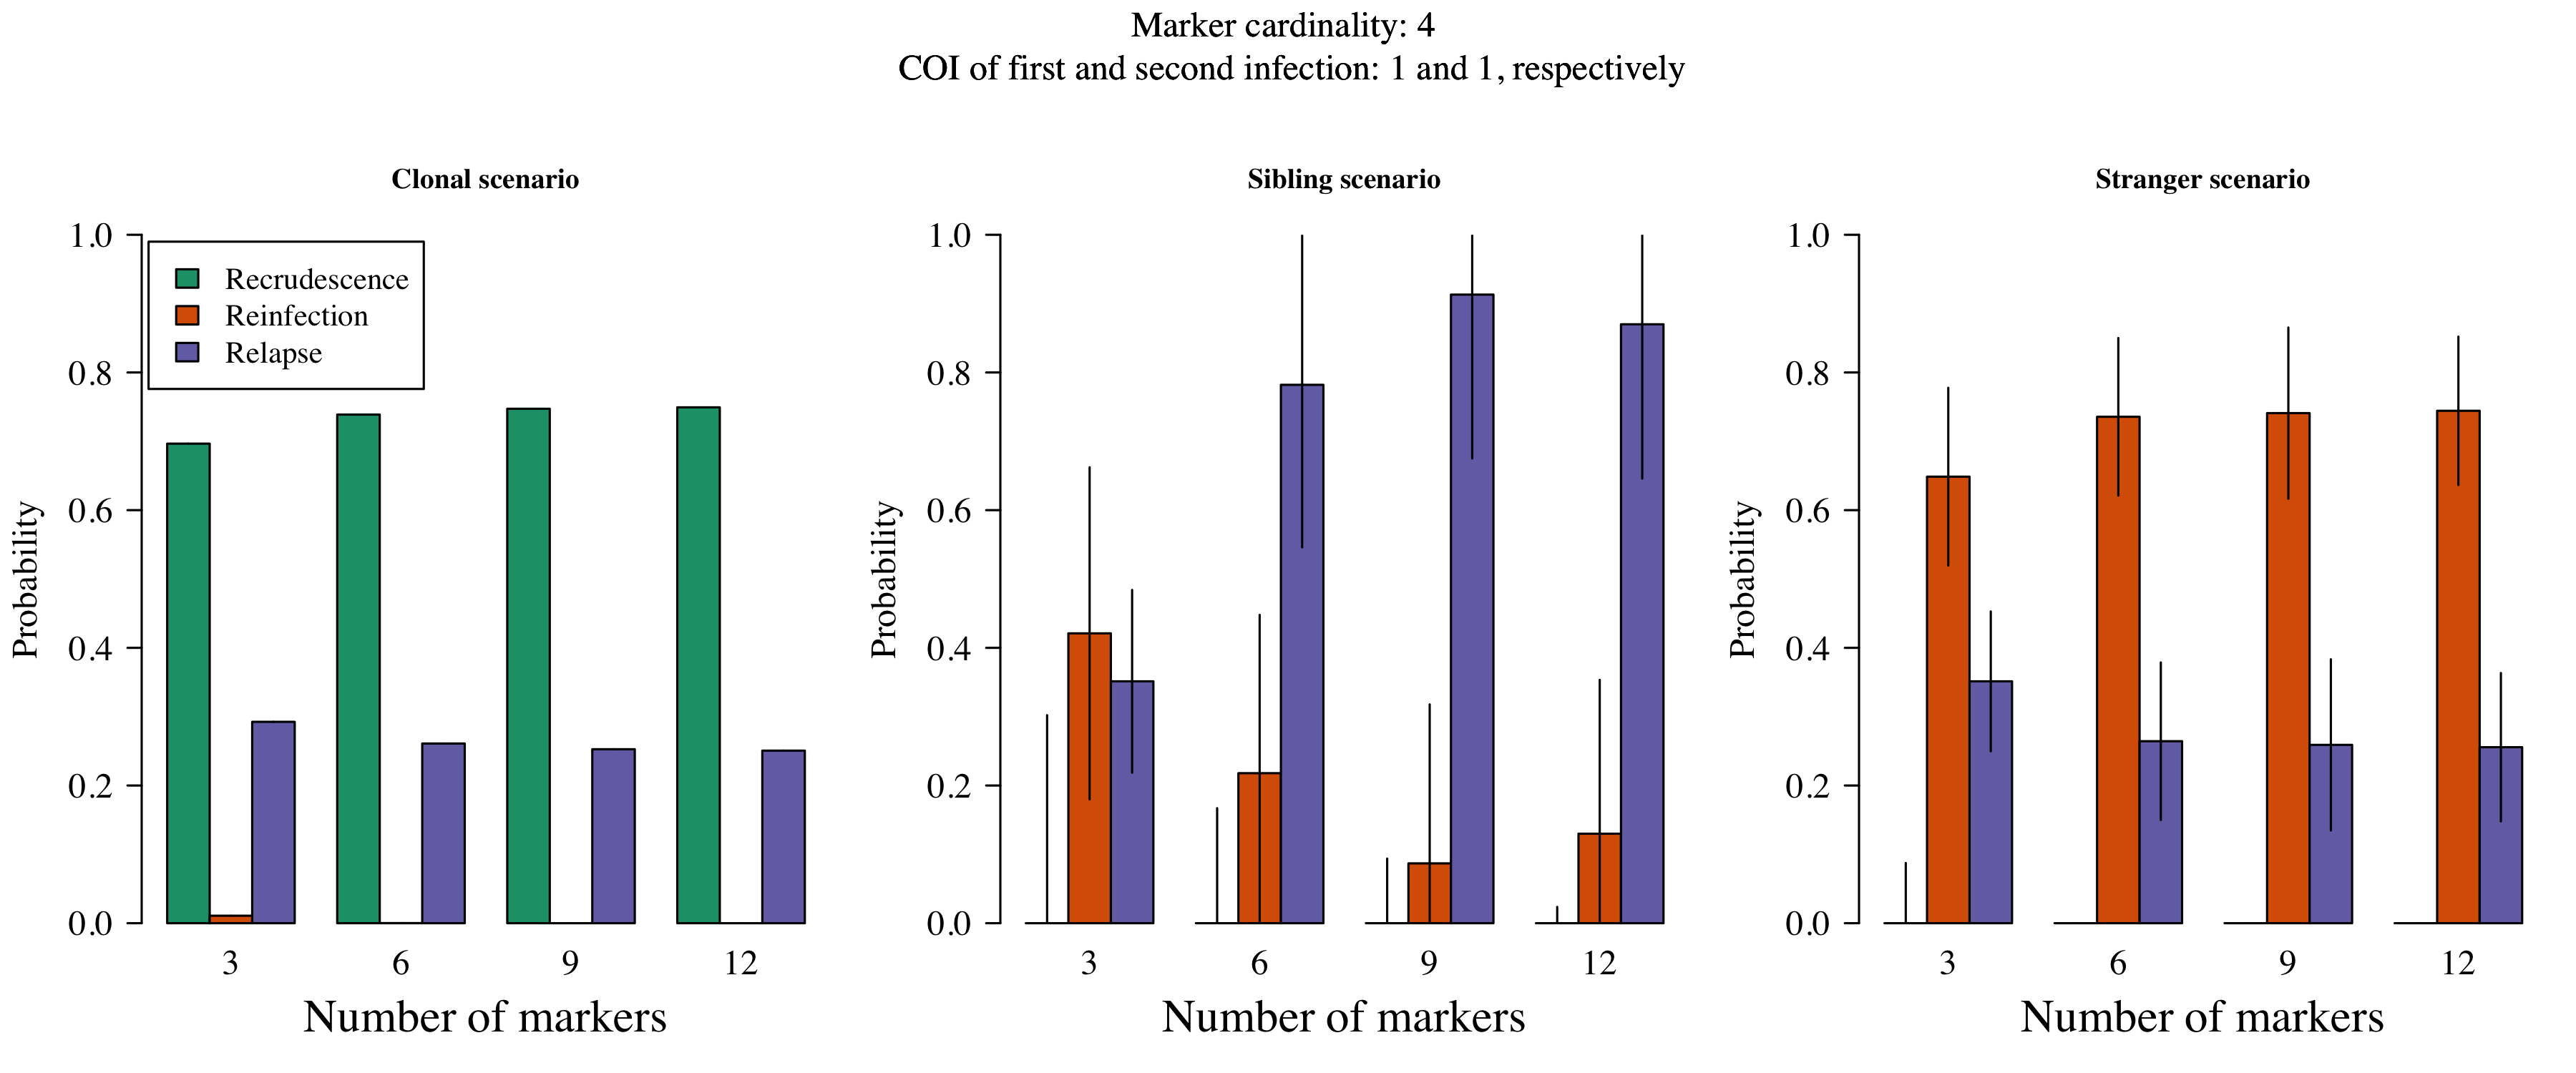 Marker cardinality: 4
COI of first and second infection: 1 and 1, respectively
Clonal scenario
Probability
1.0
0.8
0.6
0.4
0.2
0.0
Recrudescence
Reinfection
Relapse
3 6 9 12
Number of markers
Sibling scenario
Probability
1.0
0.8
0.6
0.4
0.2
0.0
3 6 9 12
Number of markers
Stranger scenario
Probability
1.0
0.8
0.6
0.4
0.2
0.0
3 6 9 12
Number of markers